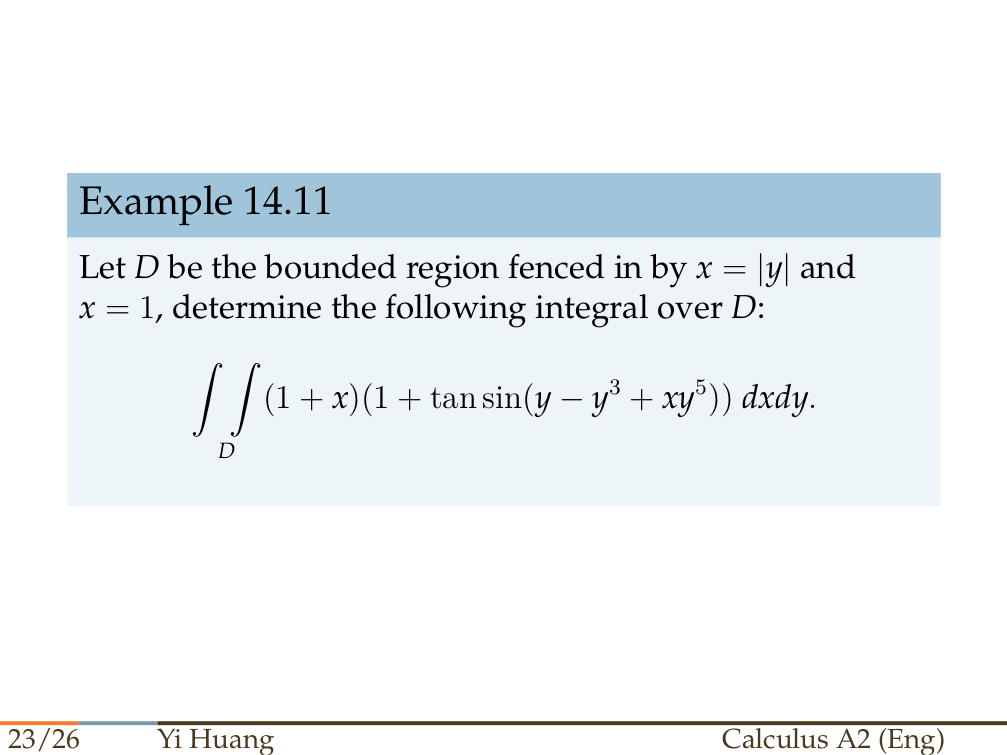 Example 14.11
Let D be the bounded region fenced in by x = |y| and
x = 1, determine the following integral over D:
∫∫_D (1 + x)(1 + tan sin(y − y³ + xy⁵)) dxdy.
23/26 Yi Huang Calculus A2 (Eng)